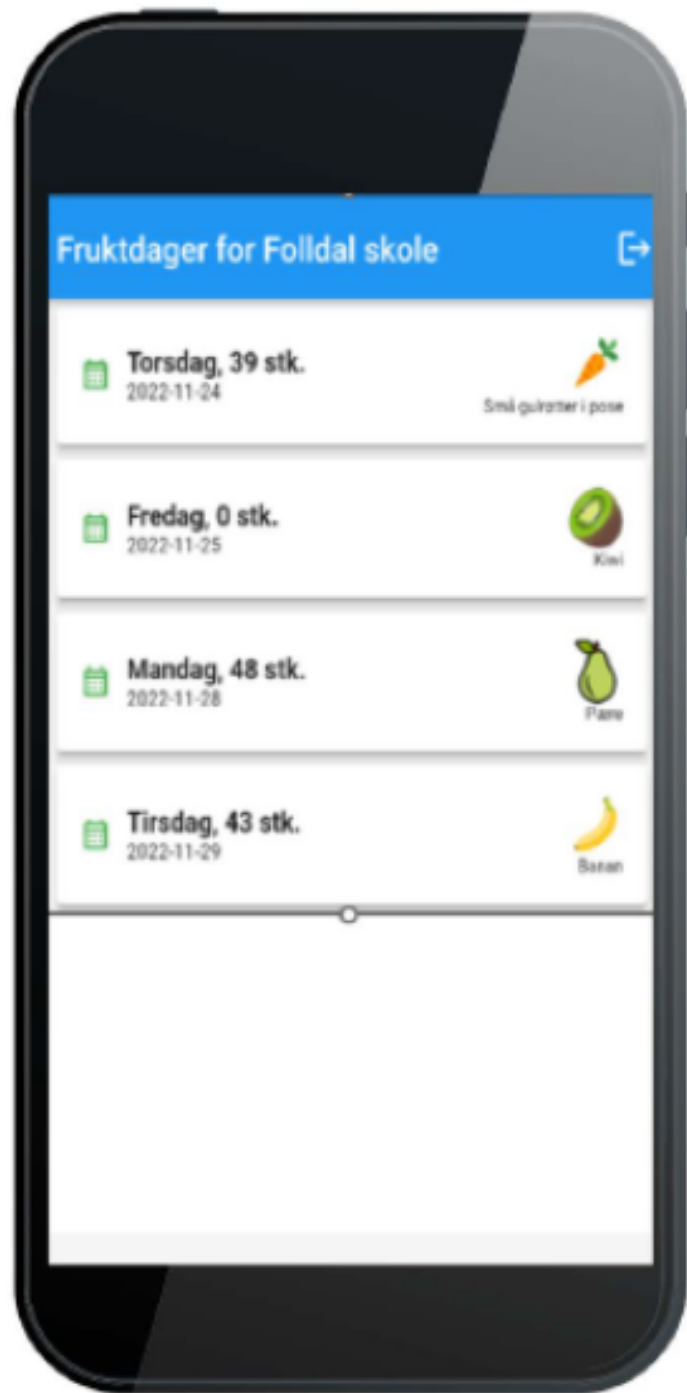 Fruktdager for Folldal skole
Torsdag, 39 stk.
2022-11-24
Små gulrøtter i pose
Fredag, 0 stk.
2022-11-25
Kiwi
Mandag, 48 stk.
2022-11-28
Pære
Tirsdag, 43 stk.
2022-11-29
Banan